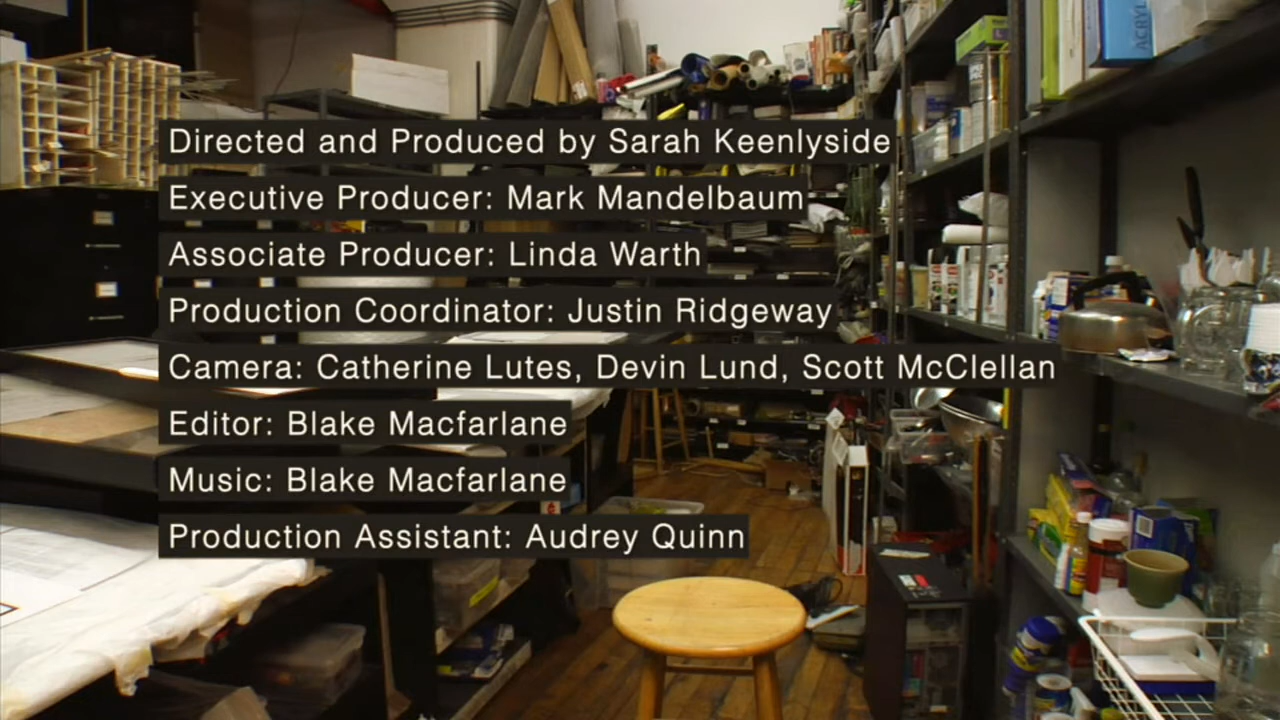 ACRYL
Directed and Produced by Sarah Keenlyside
Executive Producer: Mark Mandelbaum
Associate Producer: Linda Warth
Production Coordinator: Justin Ridgeway
Camera: Catherine Lutes, Devin Lund, Scott McClellan
Editor: Blake Macfarlane
Music: Blake Macfarlane
Production Assistant: Audrey Quinn